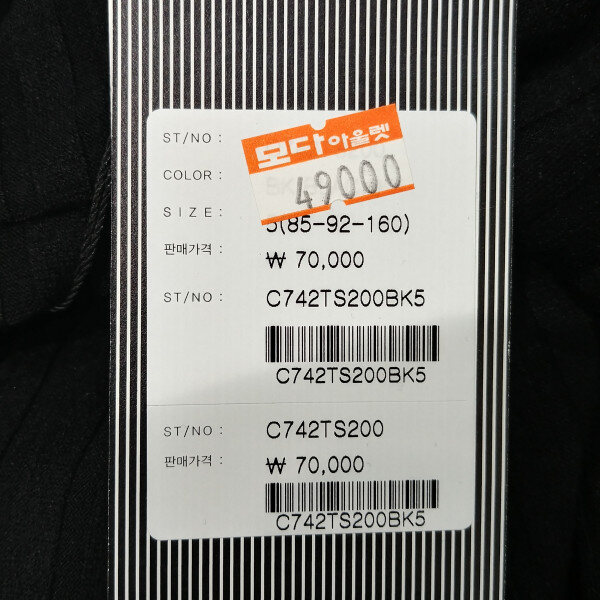 ST/NO :
모다아울렛
COLOR :
49000
SIZE :
5(85-92-160)
판매가격 :
₩ 70,000
ST/NO :
C742TS200BK5
C742TS200BK5
ST/NO :
C742TS200
판매가격 :
₩ 70,000
C742TS200BK5